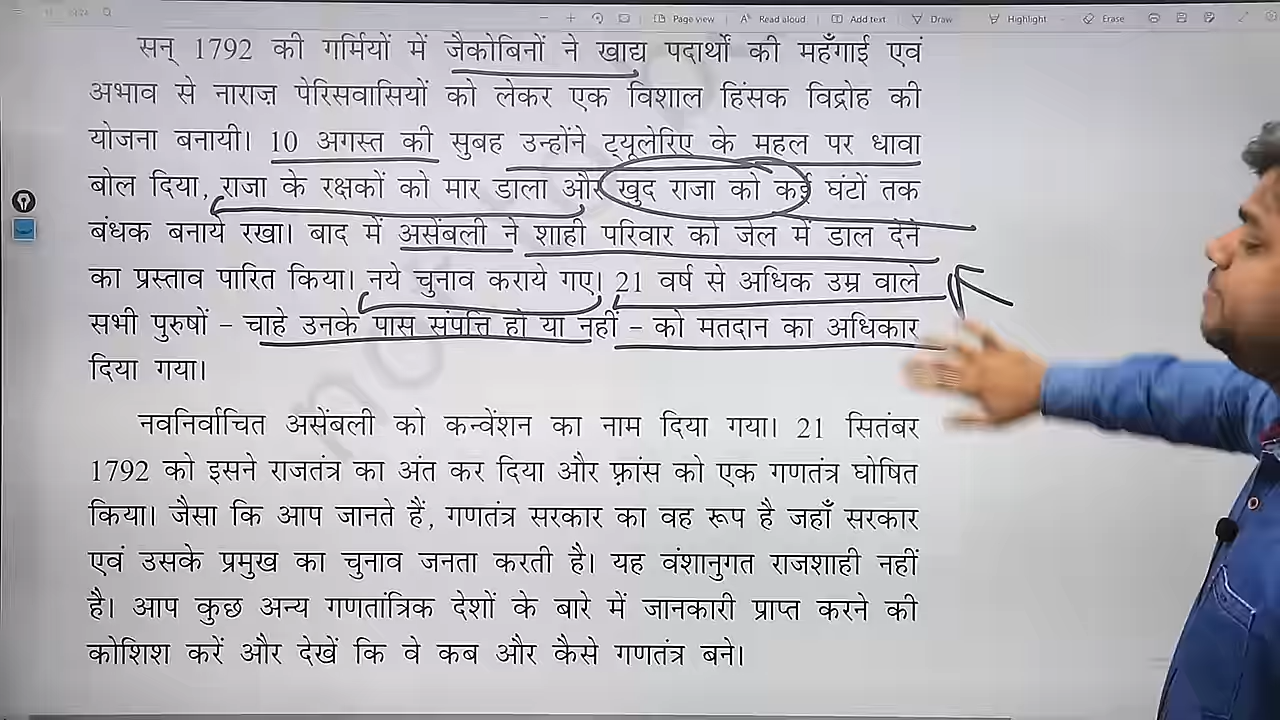 Page view Read aloud Add text Draw Highlight Erase
सन् 1792 की गर्मियों में जैकोबिनों ने खाद्य पदार्थों की महँगाई एवं
अभाव से नाराज़ पेरिसवासियों को लेकर एक विशाल हिंसक विद्रोह की
योजना बनायी। 10 अगस्त की सुबह उन्होंने ट्यूलेरिए के महल पर धावा
बोल दिया, राजा के रक्षकों को मार डाला और खुद राजा को कई घंटों तक
बंधक बनाये रखा। बाद में असेंबली ने शाही परिवार को जेल में डाल देने
का प्रस्ताव पारित किया। नये चुनाव कराये गए। 21 वर्ष से अधिक उम्र वाले
सभी पुरुषों – चाहे उनके पास संपत्ति हो या नहीं – को मतदान का अधिकार
दिया गया।
नवनिर्वाचित असेंबली को कन्वेंशन का नाम दिया गया। 21 सितंबर
1792 को इसने राजतंत्र का अंत कर दिया और फ़्रांस को एक गणतंत्र घोषित
किया। जैसा कि आप जानते हैं, गणतंत्र सरकार का वह रूप है जहाँ सरकार
एवं उसके प्रमुख का चुनाव जनता करती है। यह वंशानुगत राजशाही नहीं
है। आप कुछ अन्य गणतांत्रिक देशों के बारे में जानकारी प्राप्त करने की
कोशिश करें और देखें कि वे कब और कैसे गणतंत्र बने।